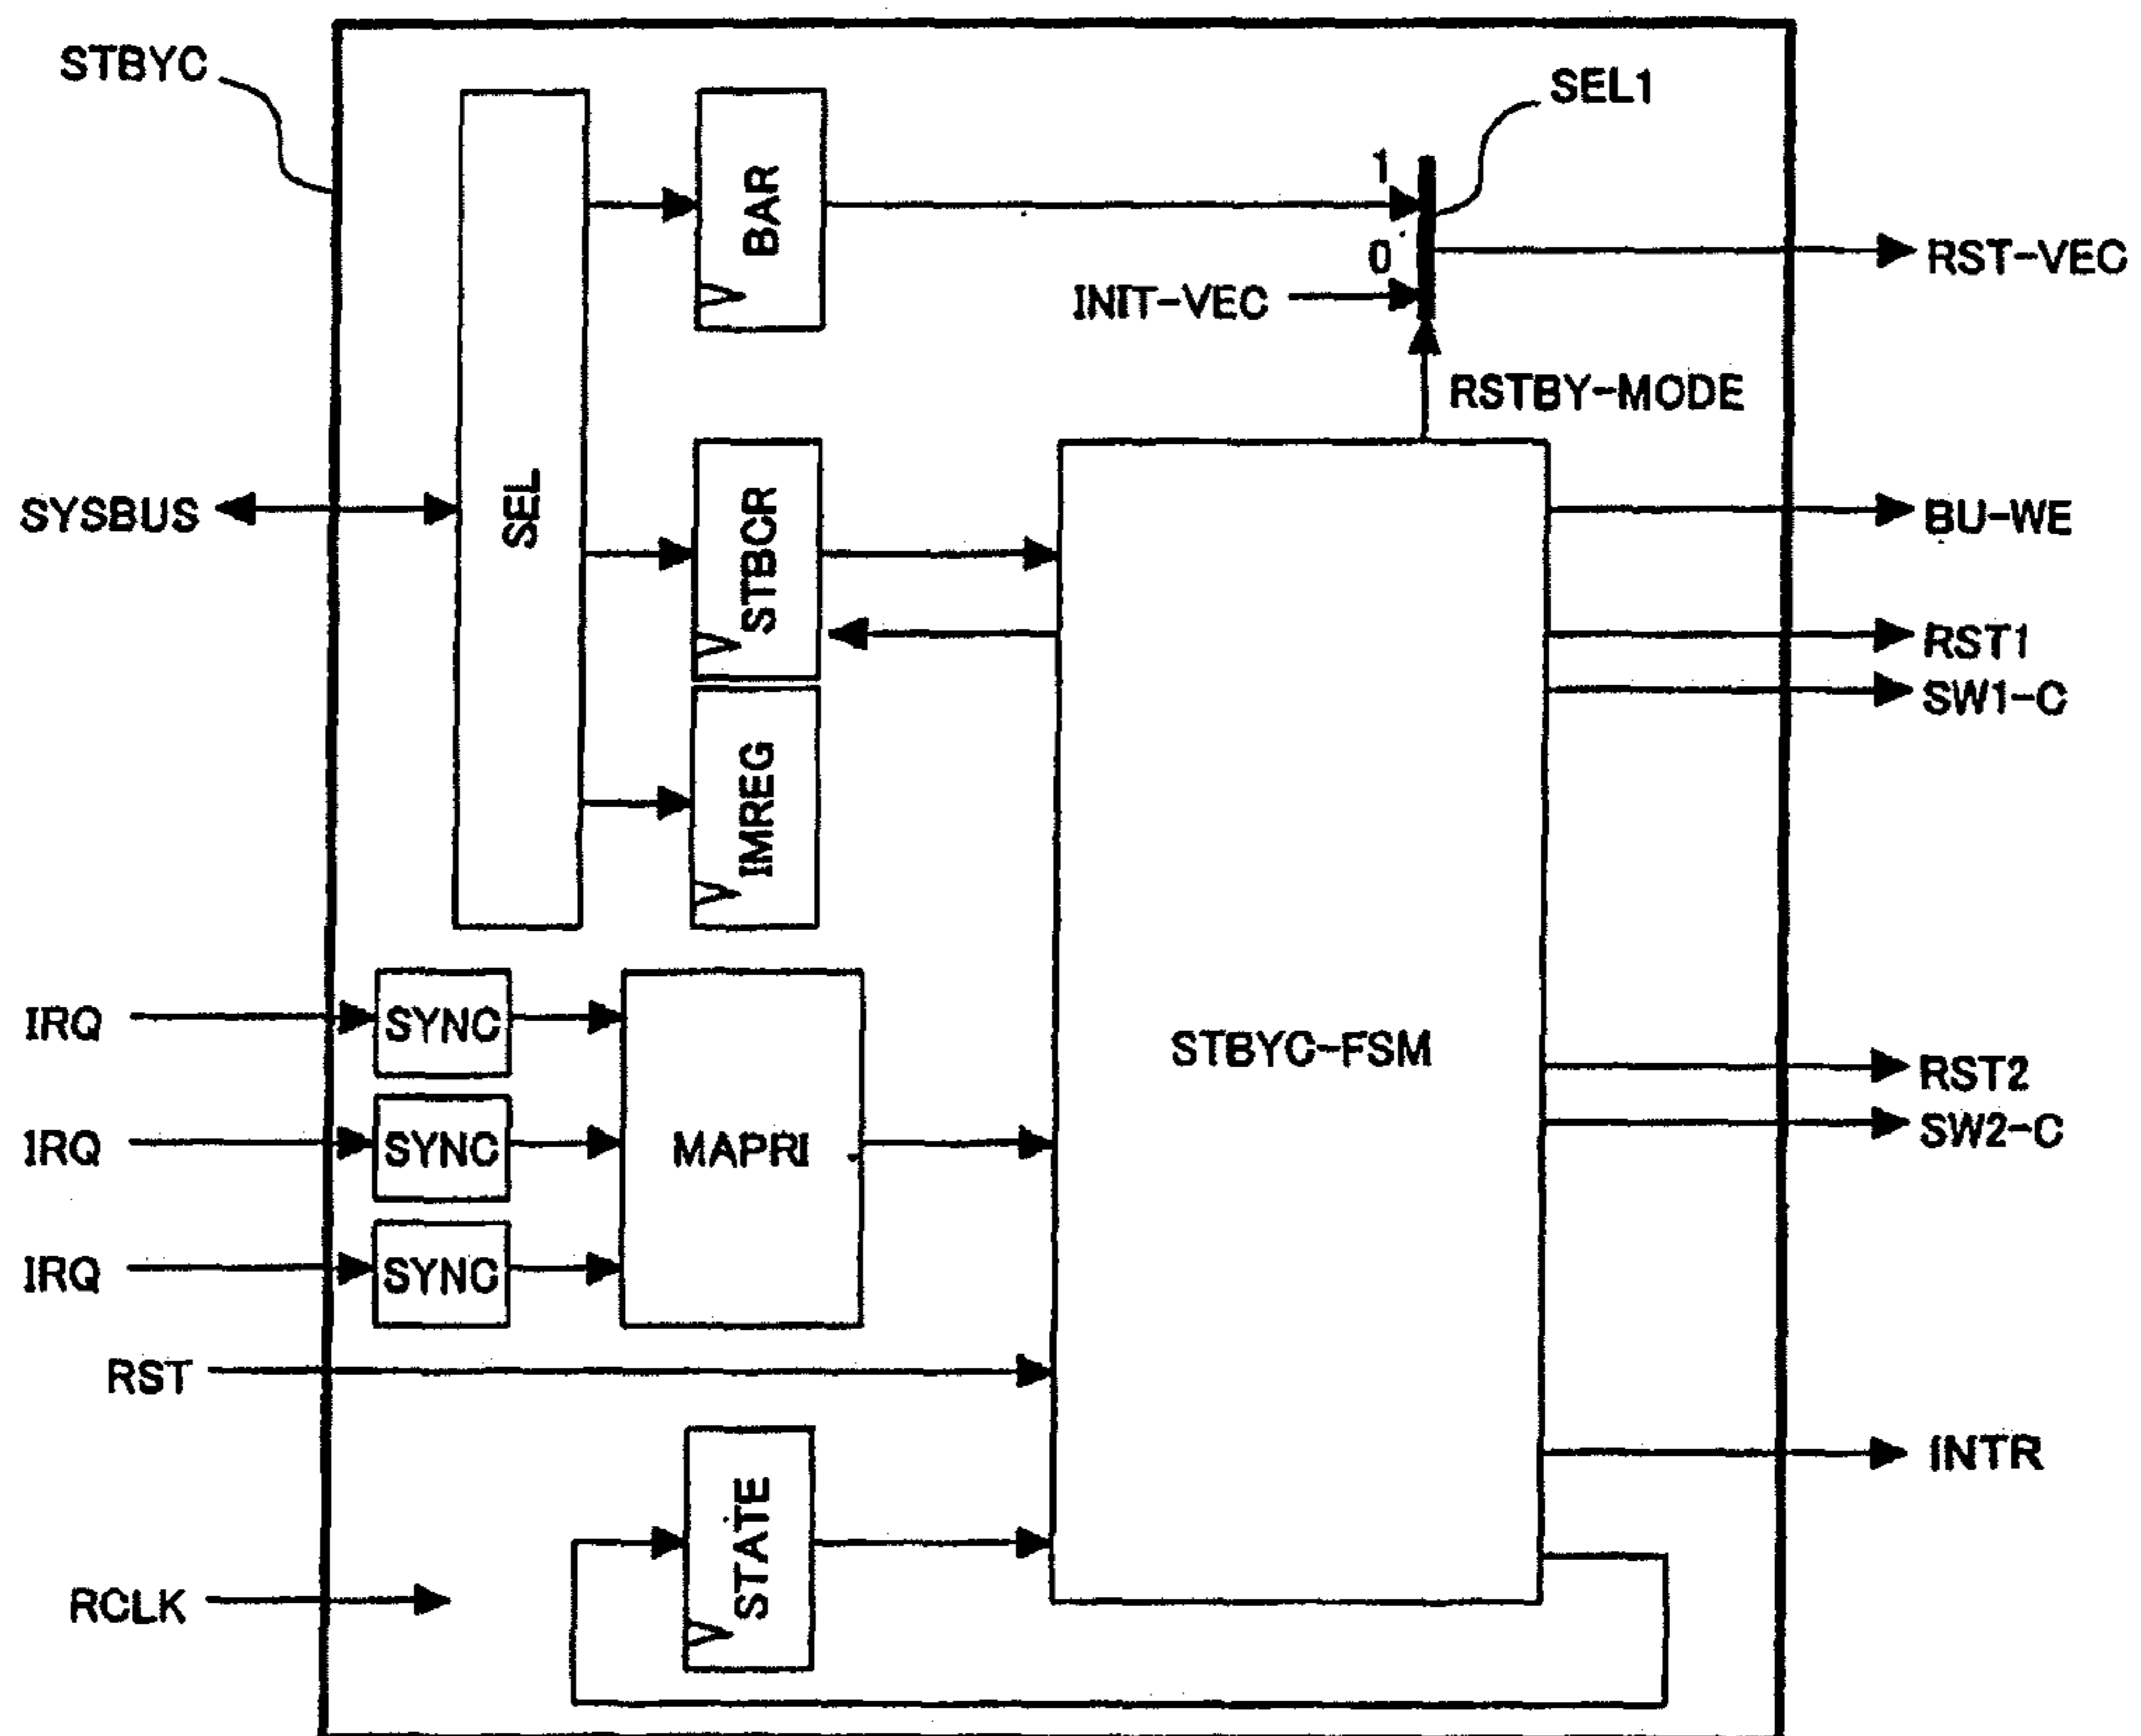 STBYC
SEL1
BAR
1
0
RST-VEC
INIT-VEC
RSTBY-MODE
SYSBUS
SEL
STBCR
BU-WE
RST1
SW1-C
IMREG
IRQ
SYNC
STBYC-FSM
RST2
IRQ
SYNC
MAPRI
SW2-C
IRQ
SYNC
RST
INTR
STATE
RCLK